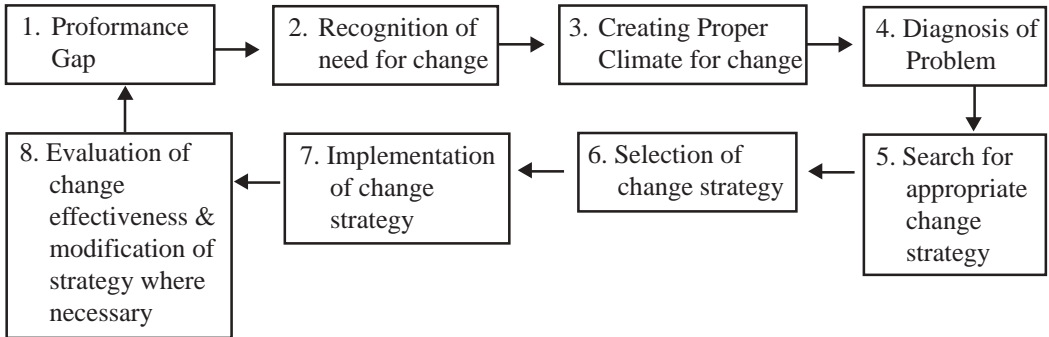 1. Proformance
Gap
2. Recognition of
need for change
3. Creating Proper
Climate for change
4. Diagnosis of
Problem
5. Search for
appropriate
change
strategy
6. Selection of
change strategy
7. Implementation
of change
strategy
8. Evaluation of
change
effectiveness &
modification of
strategy where
necessary